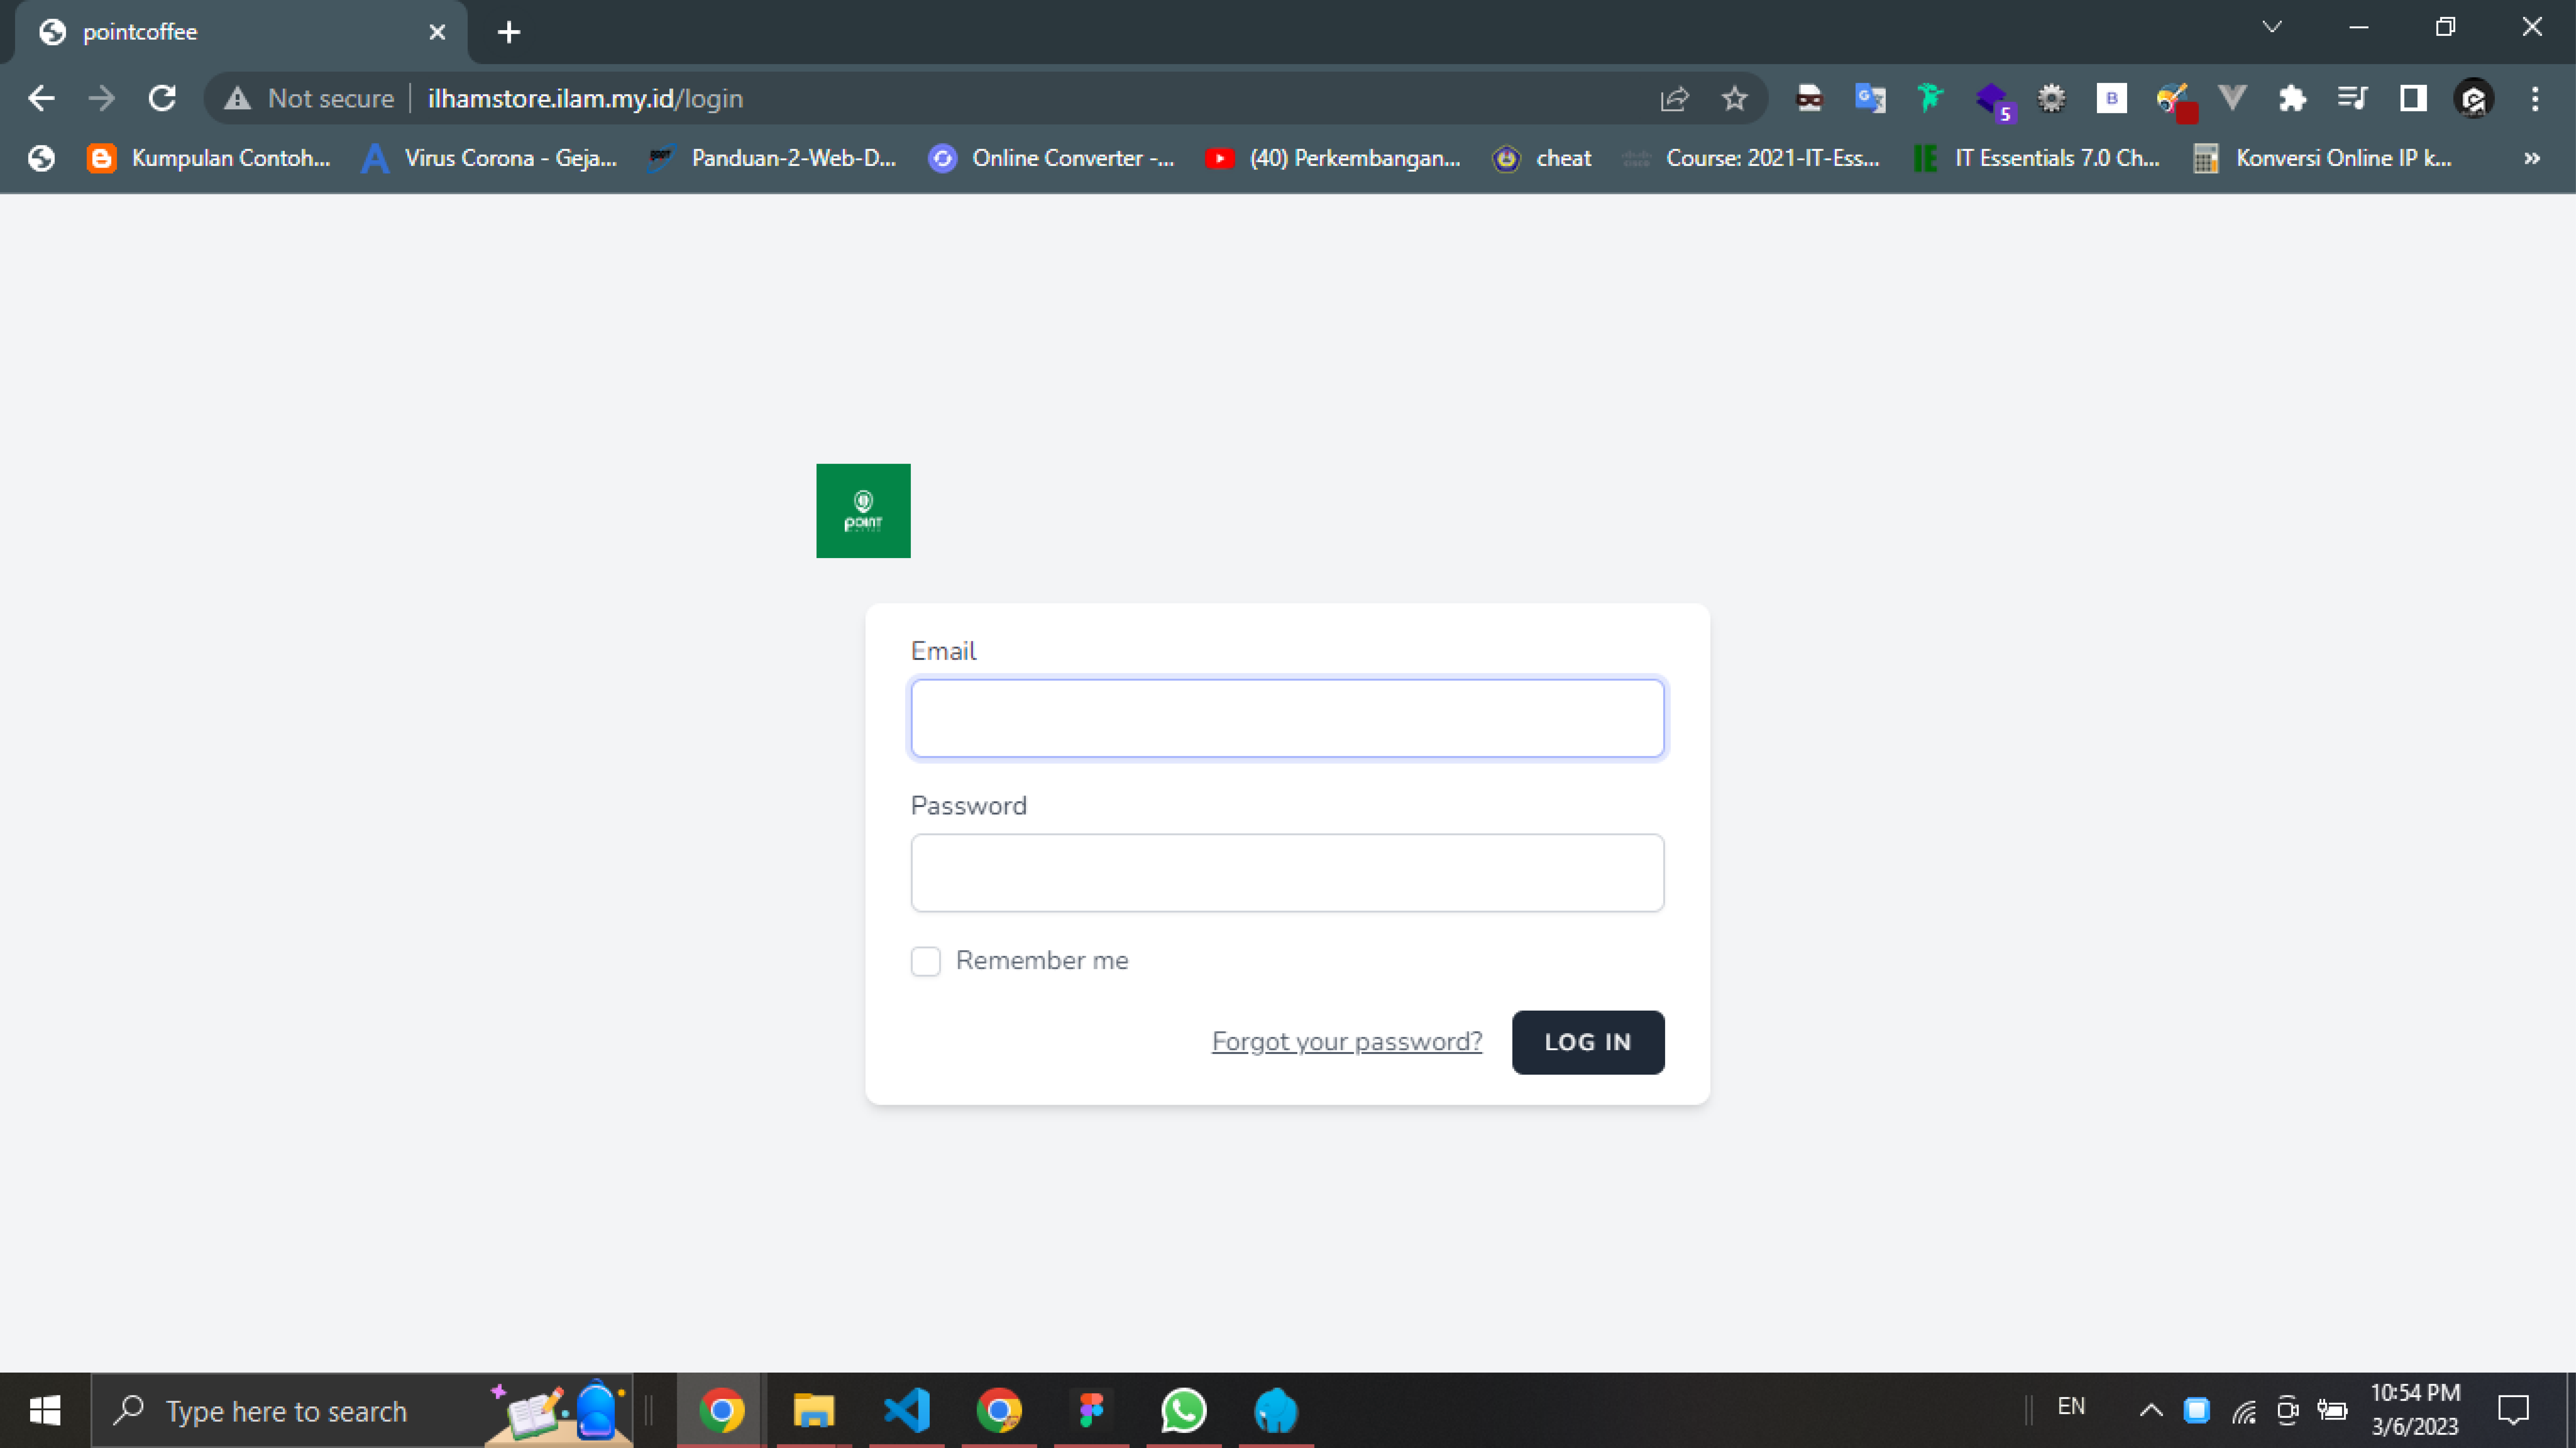 pointcoffee
Not secure
ilhamstore.ilam.my.id/login
5
B
Kumpulan Contoh...
Virus Corona - Geja...
Panduan-2-Web-D...
Online Converter -...
(40) Perkembangan...
cheat
Course: 2021-IT-Ess...
IT Essentials 7.0 Ch...
Konversi Online IP k...
»
POINT
Email
Password
Remember me
Forgot your password?
LOG IN
Type here to search
EN
10:54 PM
3/6/2023